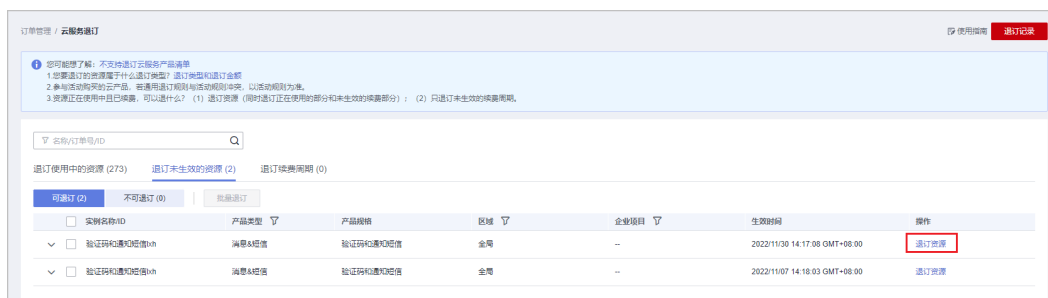 订单管理 / 云服务退订
使用指南 退订记录
您可能想了解：不支持退订云服务产品清单
1.您要退订的资源属于什么退订类型？退订类型和退订金额
2.参与活动购买的云产品，若通用退订规则与活动规则冲突，以活动规则为准。
3.资源正在使用中且已续费，可以退什么？（1）退订资源（同时退订正在使用的部分和未生效的续费部分）；（2）只退订未生效的续费周期。
名称/订单号/ID
退订使用中的资源 (273) 退订未生效的资源 (2) 退订续费周期 (0)
可退订 (2) 不可退订 (0) 批量退订
实例名称/ID 产品类型 产品规格 区域 企业项目 生效时间 操作
验证码和通知短信lxh 消息&短信 验证码和通知短信 全局 -- 2022/11/30 14:17:08 GMT+08:00 退订资源
验证码和通知短信lxh 消息&短信 验证码和通知短信 全局 -- 2022/11/07 14:18:03 GMT+08:00 退订资源